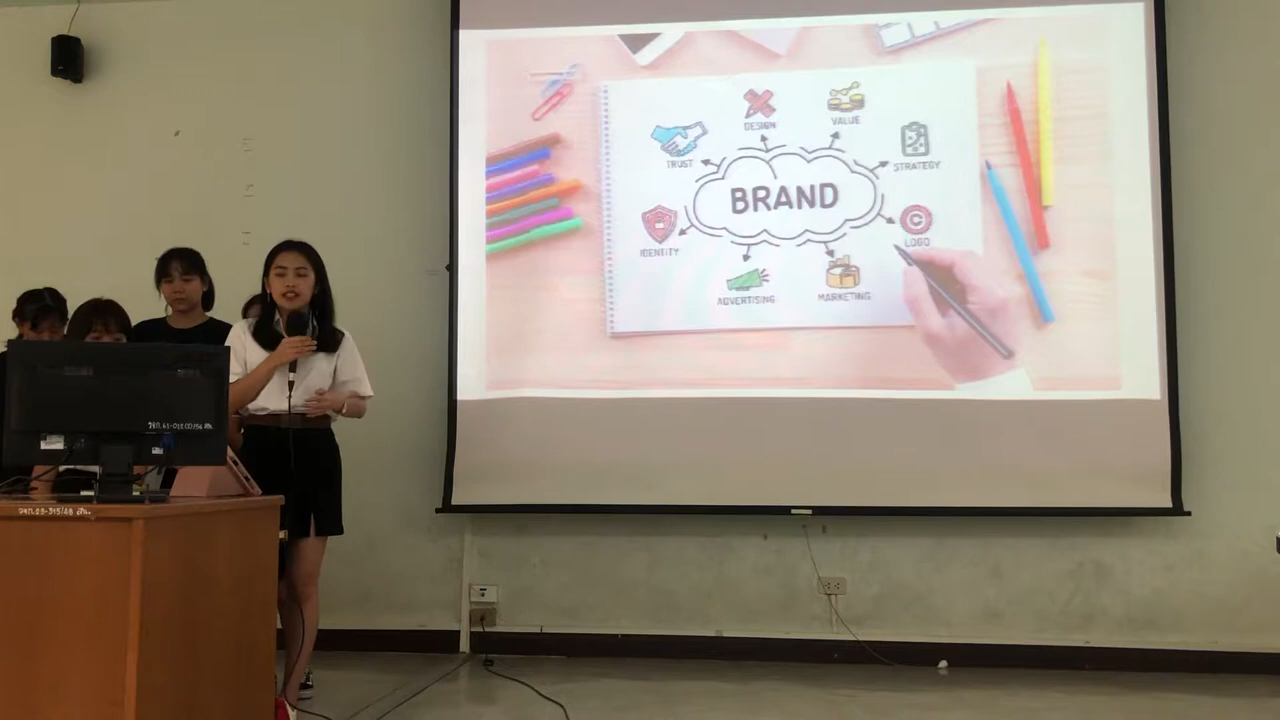 DESIGN
VALUE
TRUST
STRATEGY
BRAND
IDENTITY
LOGO
ADVERTISING
MARKETING